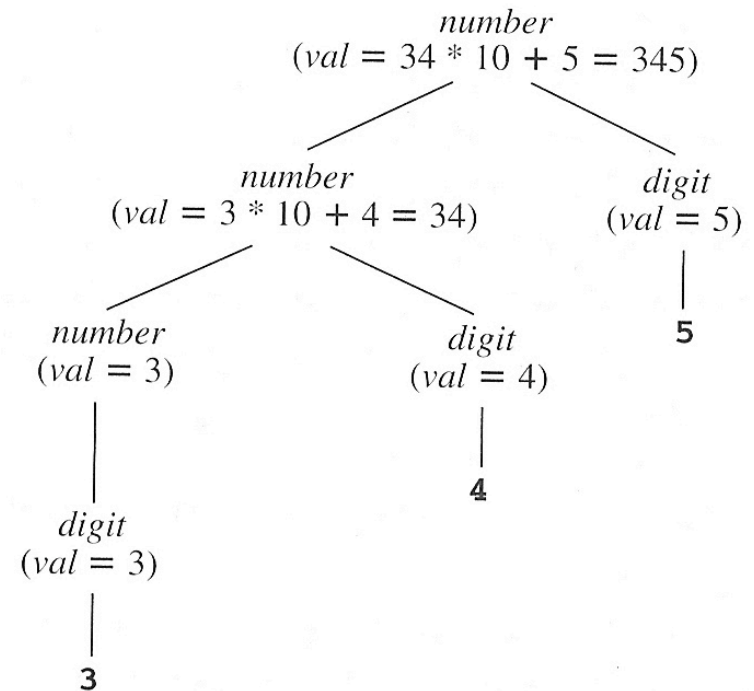 number
(val = 34 * 10 + 5 = 345)
number
(val = 3 * 10 + 4 = 34)
digit
(val = 5)
number
(val = 3)
digit
(val = 4)
5
4
digit
(val = 3)
3